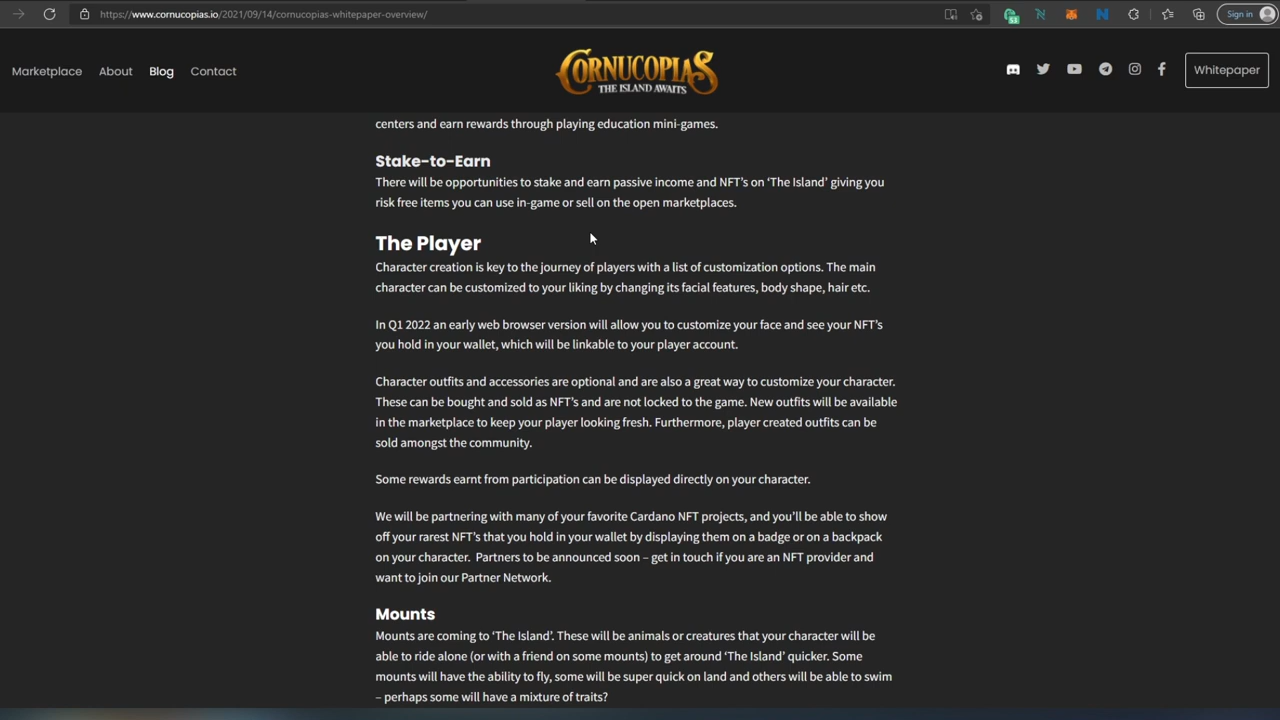 https://www.cornucopias.io/2021/09/14/cornucopias-whitepaper-overview/
53
Sign in
Marketplace
About
Blog
Contact
CORNUCOPIAS
THE ISLAND AWAITS
Whitepaper
centers and earn rewards through playing education mini-games.
Stake-to-Earn
There will be opportunities to stake and earn passive income and NFT's on ‘The Island’ giving you
risk free items you can use in-game or sell on the open marketplaces.
The Player
Character creation is key to the journey of players with a list of customization options. The main
character can be customized to your liking by changing its facial features, body shape, hair etc.
In Q1 2022 an early web browser version will allow you to customize your face and see your NFT’s
you hold in your wallet, which will be linkable to your player account.
Character outfits and accessories are optional and are also a great way to customize your character.
These can be bought and sold as NFT’s and are not locked to the game. New outfits will be available
in the marketplace to keep your player looking fresh. Furthermore, player created outfits can be
sold amongst the community.
Some rewards earnt from participation can be displayed directly on your character.
We will be partnering with many of your favorite Cardano NFT projects, and you’ll be able to show
off your rarest NFT’s that you hold in your wallet by displaying them on a badge or on a backpack
on your character.  Partners to be announced soon – get in touch if you are an NFT provider and
want to join our Partner Network.
Mounts
Mounts are coming to ‘The Island’. These will be animals or creatures that your character will be
able to ride alone (or with a friend on some mounts) to get around ‘The Island’ quicker. Some
mounts will have the ability to fly, some will be super quick on land and others will be able to swim
– perhaps some will have a mixture of traits?